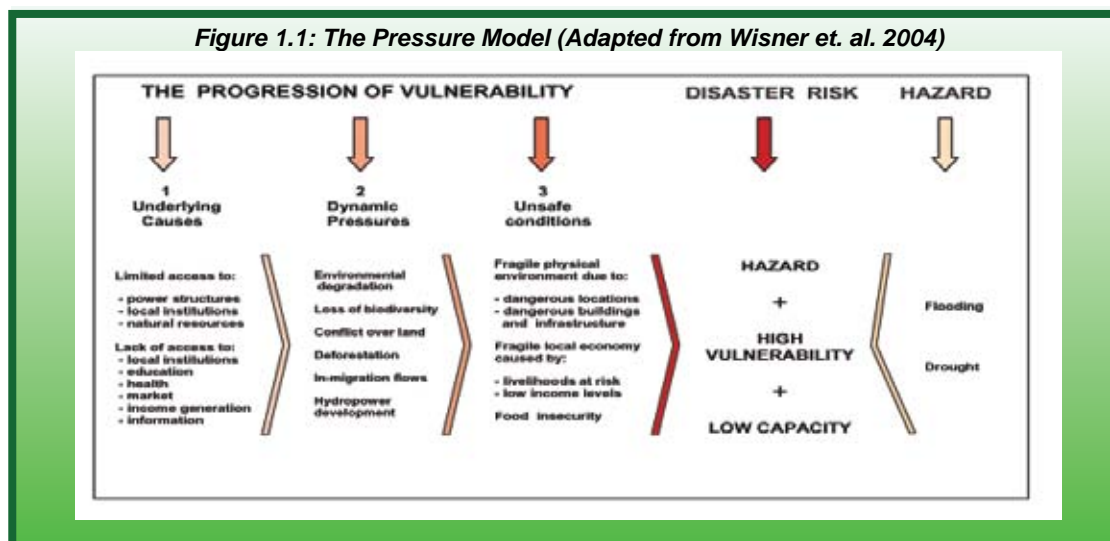 Figure 1.1: The Pressure Model (Adapted from Wisner et. al. 2004)
THE PROGRESSION OF VULNERABILITY
DISASTER RISK
HAZARD
1
Underlying
Causes
2
Dynamic
Pressures
3
Unsafe
conditions
Limited access to:
- power structures
- local institutions
- natural resources
Lack of access to:
- local institutions
- education
- health
- market
- income generation
- information
Environmental
degradation
Loss of biodiversity
Conflict over land
Deforestation
In-migration flows
Hydropower
development
Fragile physical
environment due to:
- dangerous locations
- dangerous buildings
and infrastructure
Fragile local economy
caused by:
- livelihoods at risk
- low income levels
Food insecurity
HAZARD
+
HIGH
VULNERABILITY
+
LOW CAPACITY
Flooding
Drought